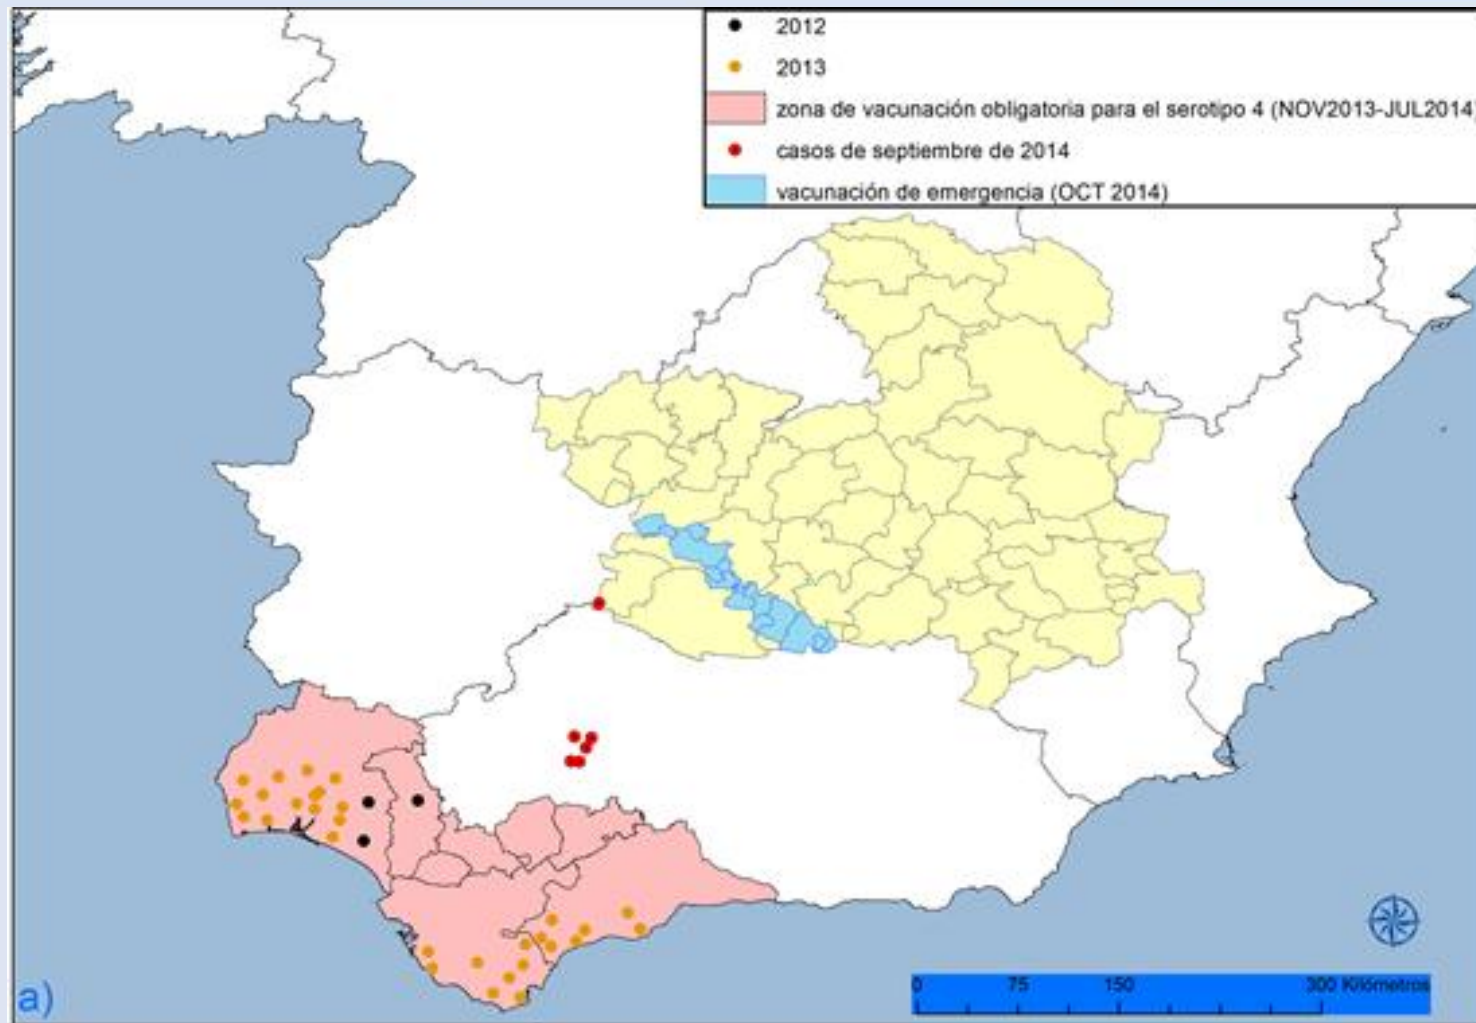 2012
2013
zona de vacunación obligatoria para el serotipo 4 (NOV2013-JUL2014)
casos de septiembre de 2014
vacunación de emergencia (OCT 2014)
a)
0 75 150 300 Kilómetros